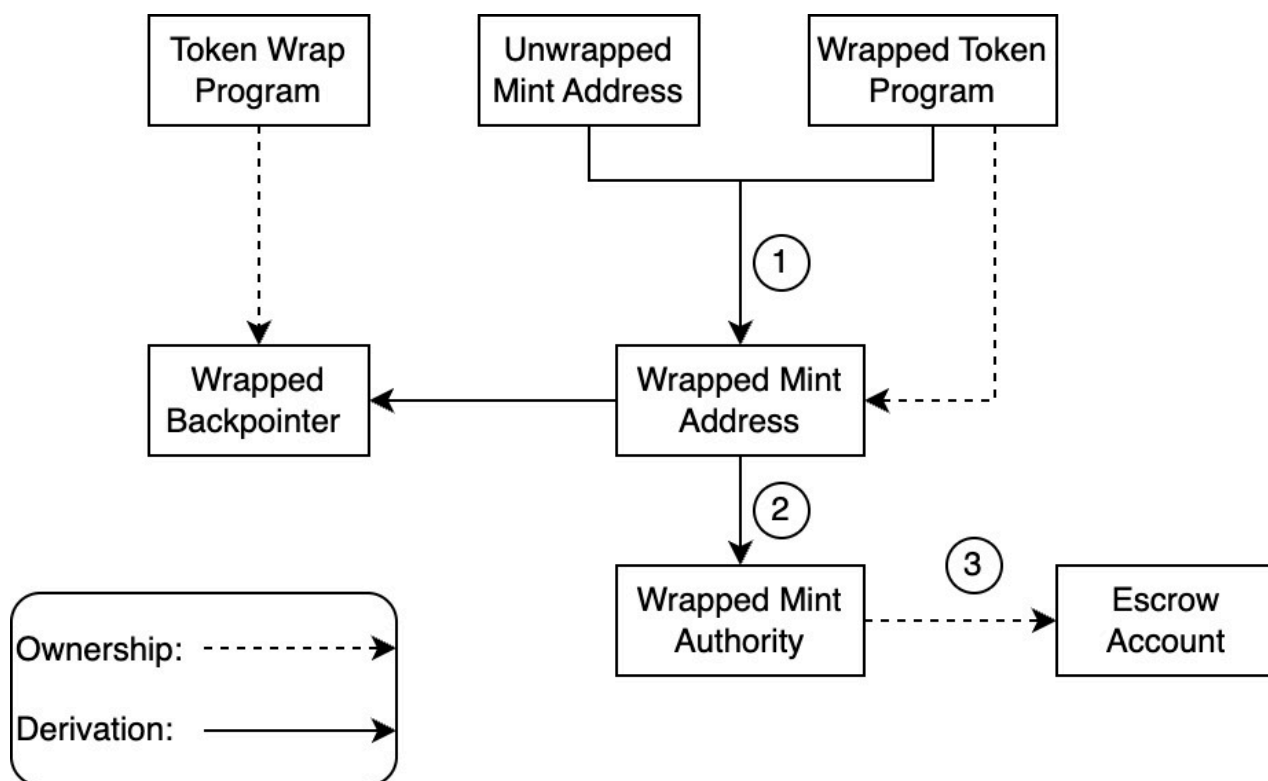 Token Wrap
Program
Unwrapped
Mint Address
Wrapped Token
Program
1
Wrapped
Backpointer
Wrapped Mint
Address
2
Wrapped Mint
Authority
3
Escrow
Account
Ownership:
Derivation: